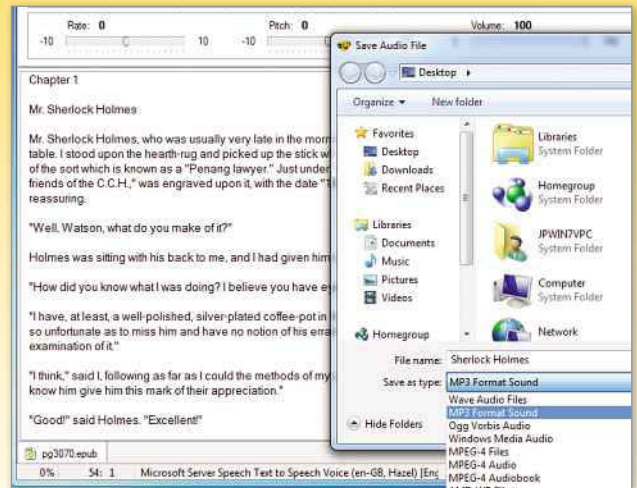 Rate: 0 Pitch: 0 Volume: 100
-10 10 -10
Chapter 1
Mr. Sherlock Holmes
Mr. Sherlock Holmes, who was usually very late in the morn
table. I stood upon the hearth-rug and picked up the stick w
of the sort which is known as a "Penang lawyer." Just under
friends of the C.C.H.," was engraved upon it, with the date "1
reassuring.
"Well, Watson, what do you make of it?"
Holmes was sitting with his back to me, and I had given him
"How did you know what I was doing? I believe you have e
"I have, at least, a well-polished, silver-plated coffee-pot in
so unfortunate as to miss him and have no notion of his erra
examination of it."
"I think," said I, following as far as I could the methods of my
know him give him this mark of their appreciation."
"Good!" said Holmes. "Excellent!"
pg3070.epub
0% 54: 1 Microsoft Server Speech Text to Speech Voice (en-GB, Hazel) [Eng
Save Audio File
Desktop
Organize New folder
Favorites
Desktop
Downloads
Recent Places
Libraries
Documents
Music
Pictures
Videos
Homegroup
Libraries
System Folder
Homegroup
System Folder
JPWIN7VPC
System Folder
Computer
System Folder
Network
File name: Sherlock Holmes
Save as type: MP3 Format Sound
Wave Audio Files
MP3 Format Sound
Ogg Vorbis Audio
Windows Media Audio
MPEG-4 Files
MPEG-4 Audio
MPEG-4 Audiobook
Hide Folders